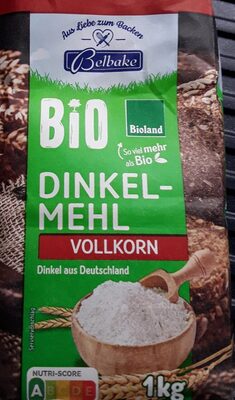 Aus Liebe zum Backen
Belbake
BiO
Bioland
So viel mehr
als Bio
DINKEL-
MEHL
VOLLKORN
Dinkel aus Deutschland
Serviervorschlag
NUTRI-SCORE
A B C D E
1kg